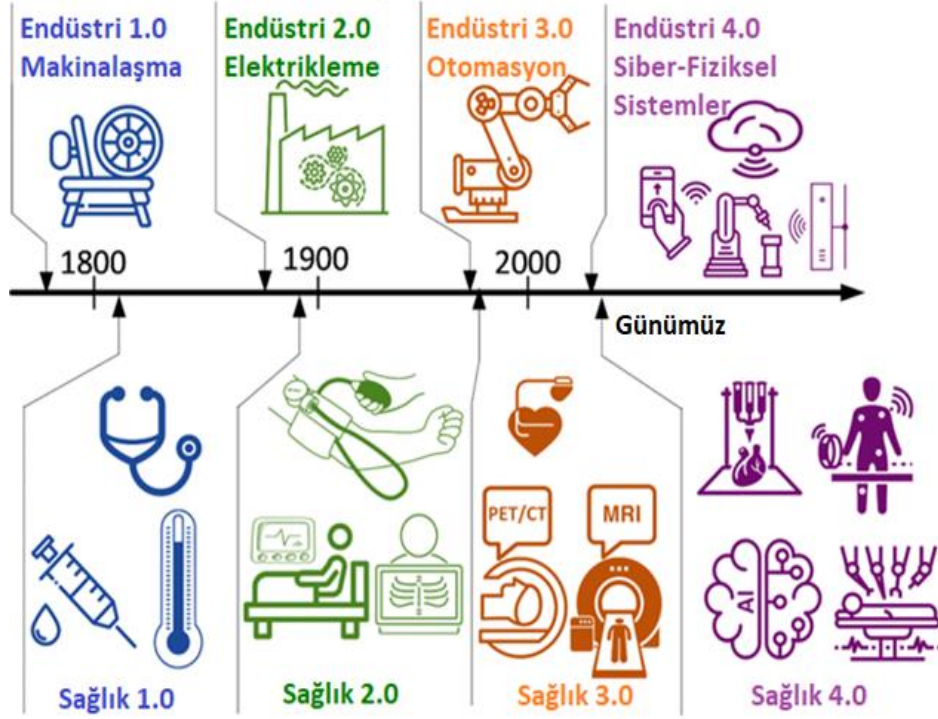 Endüstri 1.0
Makinalaşma
Endüstri 2.0
Elektrikleme
Endüstri 3.0
Otomasyon
Endüstri 4.0
Siber-Fiziksel
Sistemler
1800
1900
2000
Günümüz
PET/CT
MRI
AI
Sağlık 1.0
Sağlık 2.0
Sağlık 3.0
Sağlık 4.0